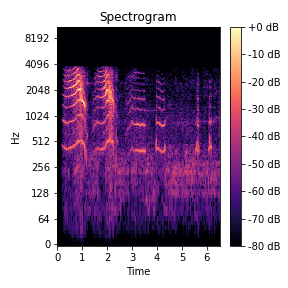 Spectrogram
+0 dB
8192
-10 dB
4096
-20 dB
2048
-30 dB
1024
Hz
-40 dB
512
-50 dB
256
128
-60 dB
64
-70 dB
0
-80 dB
0 1 2 3 4 5 6
Time